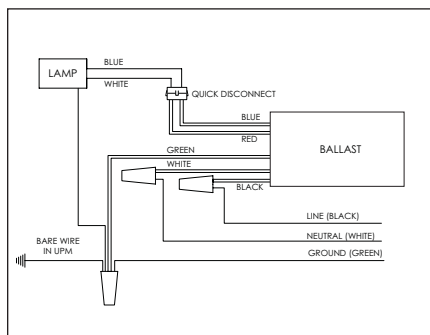 BLUE
LAMP
WHITE
QUICK DISCONNECT
BLUE
RED
GREEN
BALLAST
WHITE
BLACK
LINE (BLACK)
NEUTRAL (WHITE)
BARE WIRE
IN UPM
GROUND (GREEN)